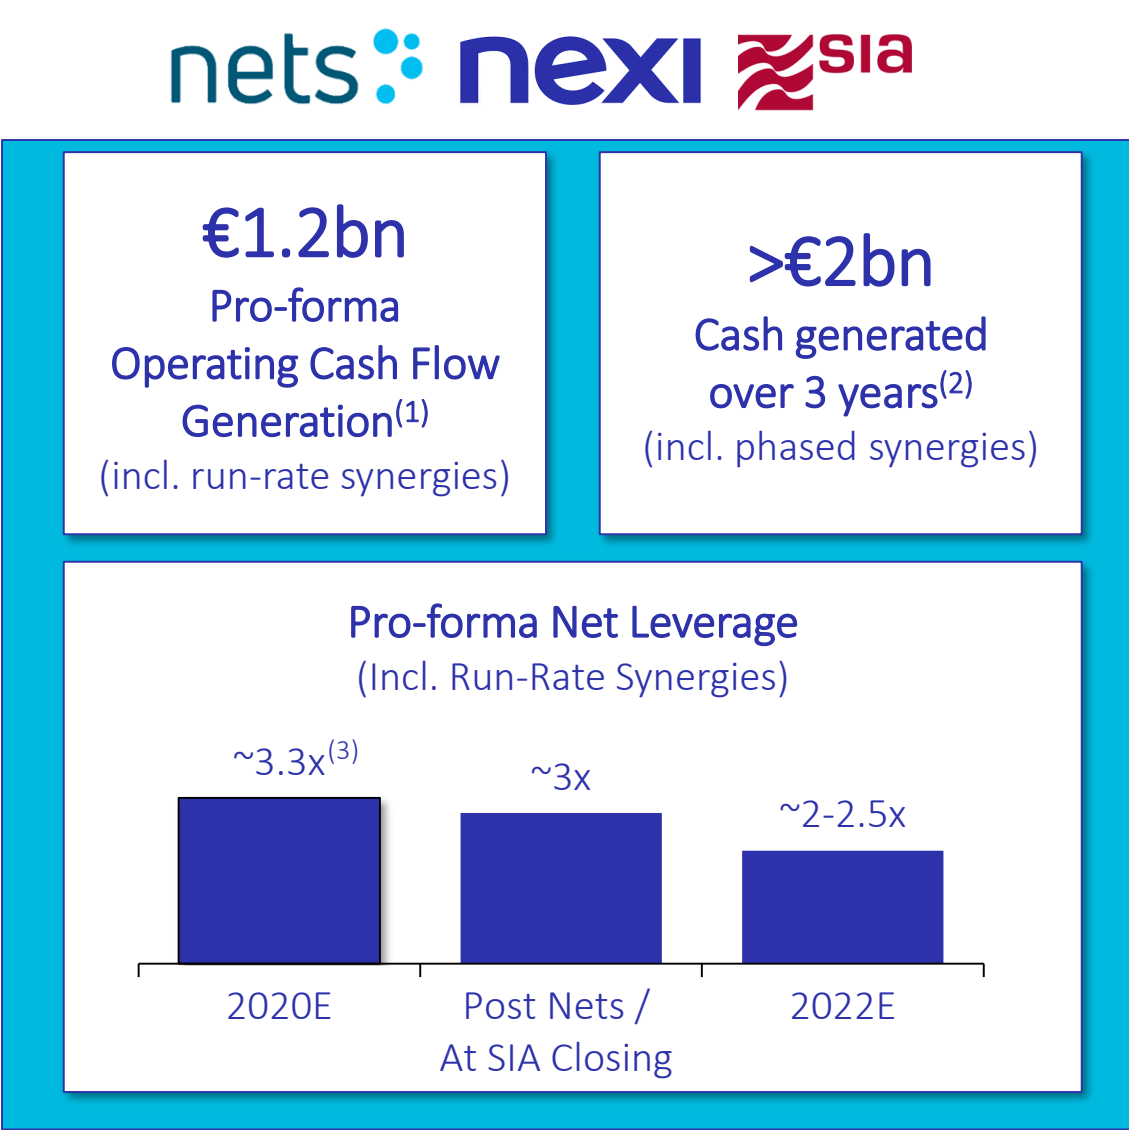 nets nexi SIA
€1.2bn
Pro-forma
Operating Cash Flow
Generation(1)
(incl. run-rate synergies)
>€2bn
Cash generated
over 3 years(2)
(incl. phased synergies)
Pro-forma Net Leverage
(Incl. Run-Rate Synergies)
~3.3x(3)
~3x
~2-2.5x
2020E
Post Nets /
At SIA Closing
2022E